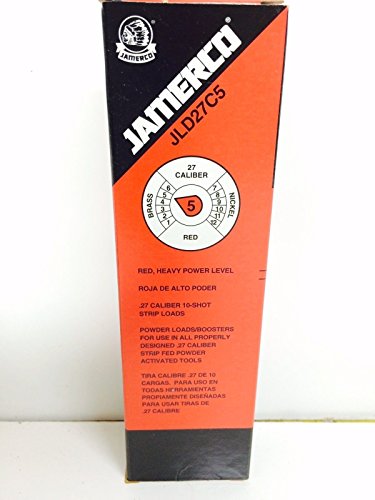 JAMERCO
JAMERCO
JLD27C5
27
CALIBER
BRASS
6
5
4
3
2
1
5
NICKEL
7
8
9
10
11
12
RED
RED, HEAVY POWER LEVEL
ROJA DE ALTO PODER
.27 CALIBER 10-SHOT
STRIP LOADS
POWDER LOADS/BOOSTERS
FOR USE IN ALL PROPERLY
DESIGNED .27 CALIBER
STRIP FED POWDER
ACTIVATED TOOLS
TIRA CALIBRE .27 DE 10
CARGAS. PARA USO EN
TODAS H"RRAMIENTAS
PROPIAMENTE DISEÑADAS
PARA USAR TIRAS DE
.27 CALIBRE